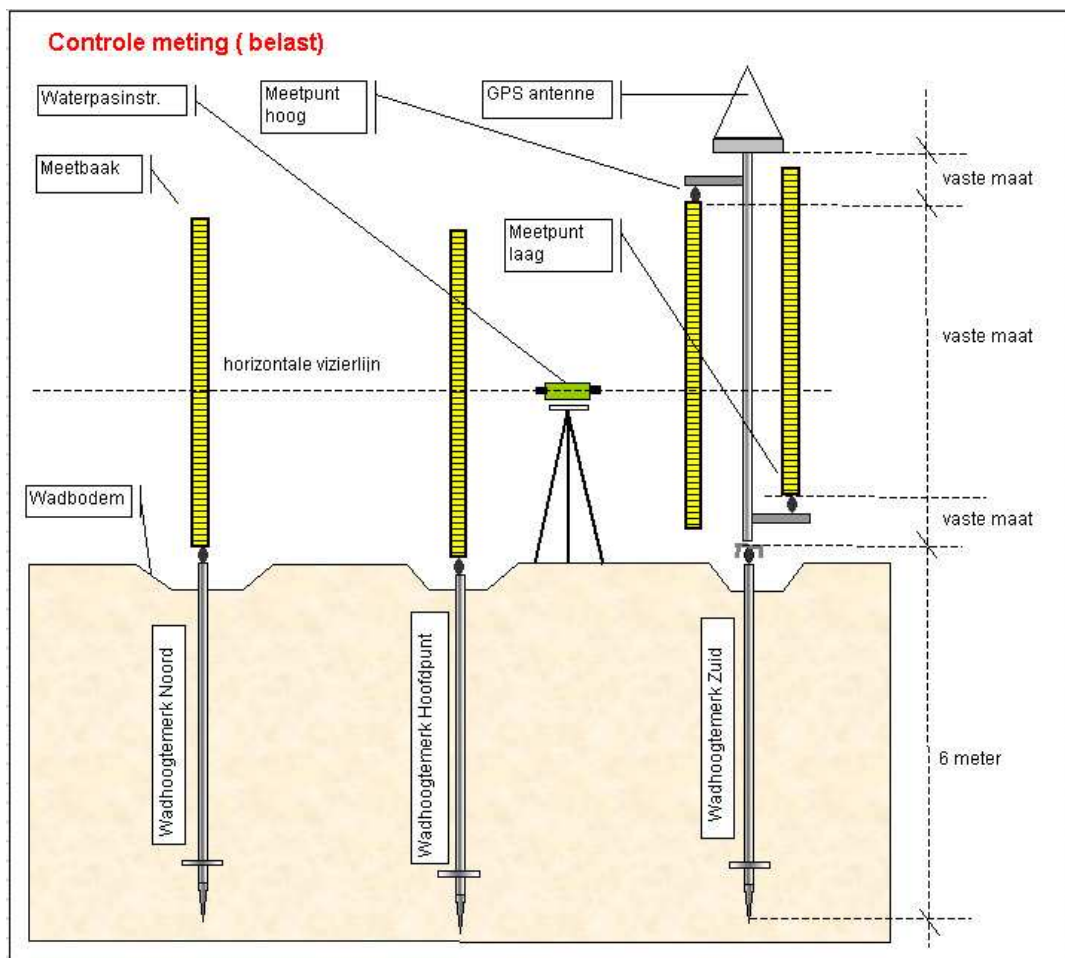 Controle meting ( belast)
Waterpasinstr.
Meetpunt
hoog
GPS antenne
Meetbaak
vaste maat
Meetpunt
laag
vaste maat
horizontale vizierlijn
Wadbodem
vaste maat
Wadhoogtemerk Noord
Wadhoogtemerk Hoofdpunt
Wadhoogtemerk Zuid
6 meter